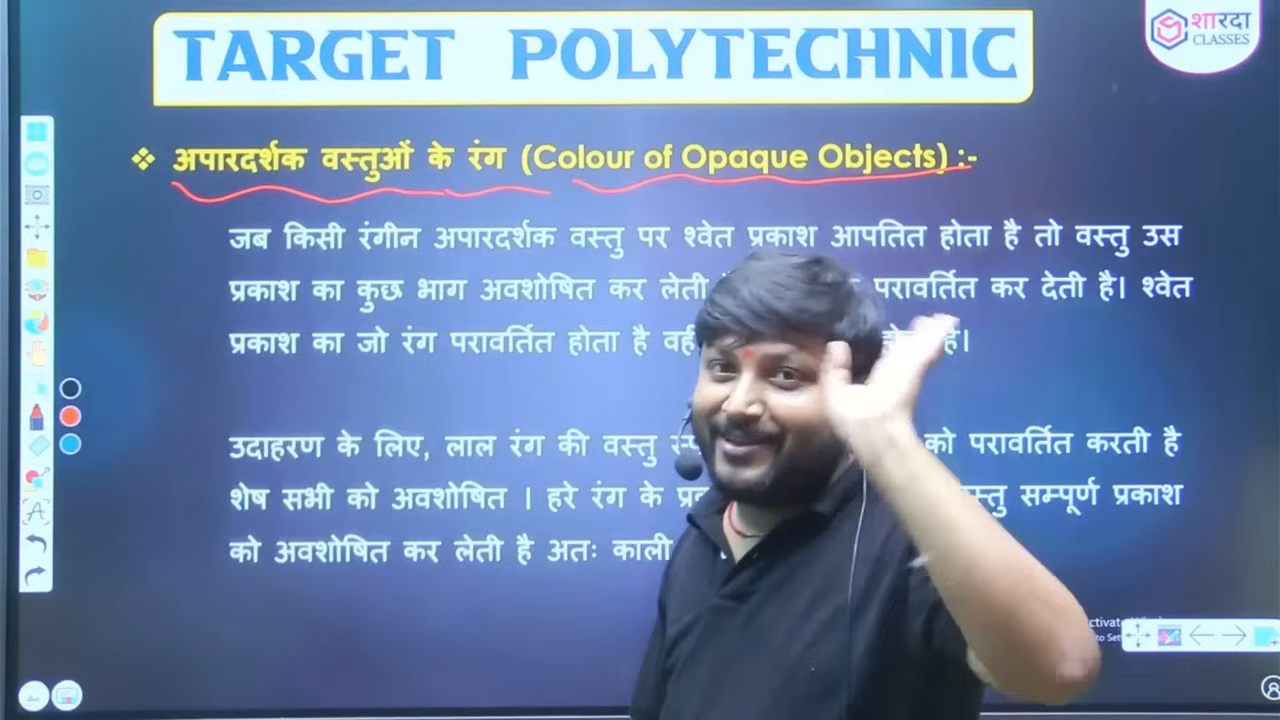 TARGET POLYTECHNIC
शारदा
CLASSES
❖ अपारदर्शक वस्तुओं के रंग (Colour of Opaque Objects) :-
जब किसी रंगीन अपारदर्शक वस्तु पर श्वेत प्रकाश आपतित होता है तो वस्तु उस
प्रकाश का कुछ भाग अवशोषित कर लेती परावर्तित कर देती है। श्वेत
प्रकाश का जो रंग परावर्तित होता है वही है।
उदाहरण के लिए, लाल रंग की वस्तु को परावर्तित करती है
शेष सभी को अवशोषित । हरे रंग के सम्पूर्ण प्रकाश
को अवशोषित कर लेती है अतः काली